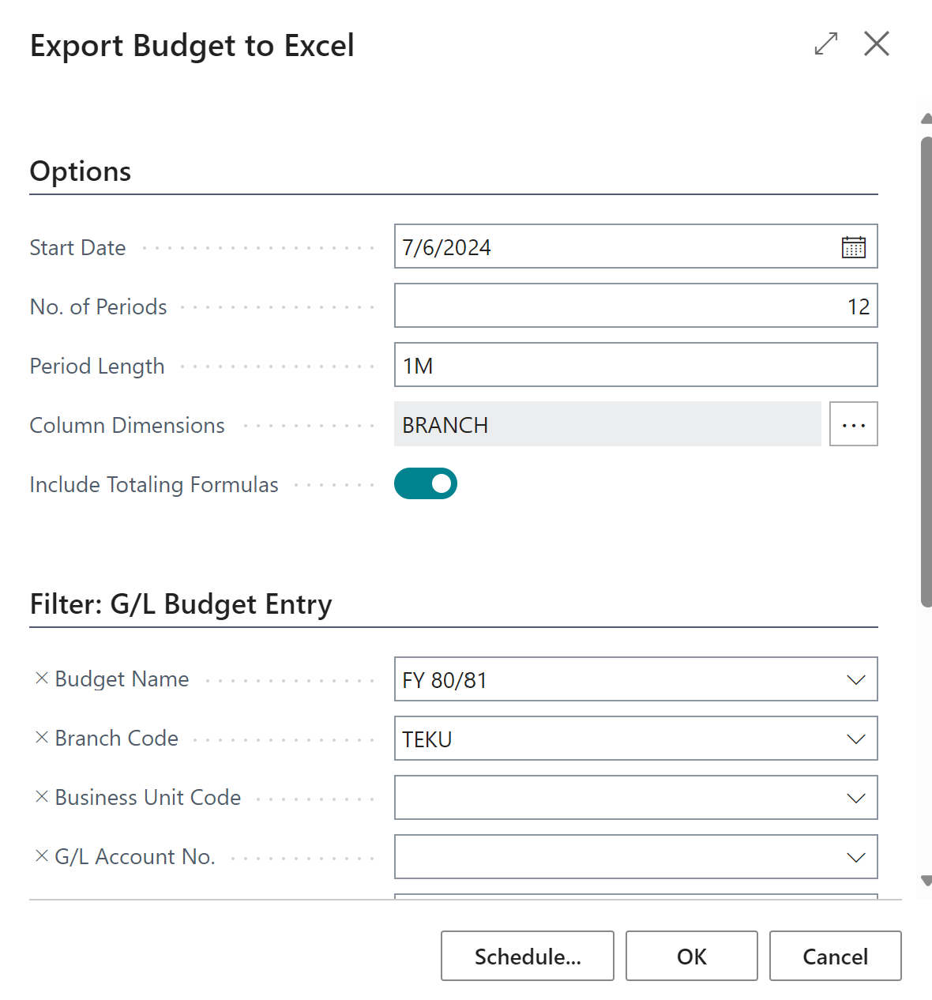 Export Budget to Excel
Options
Start Date 7/6/2024
No. of Periods 12
Period Length 1M
Column Dimensions BRANCH ...
Include Totaling Formulas
Filter: G/L Budget Entry
Budget Name FY 80/81
Branch Code TEKU
Business Unit Code
G/L Account No.
Schedule... OK Cancel